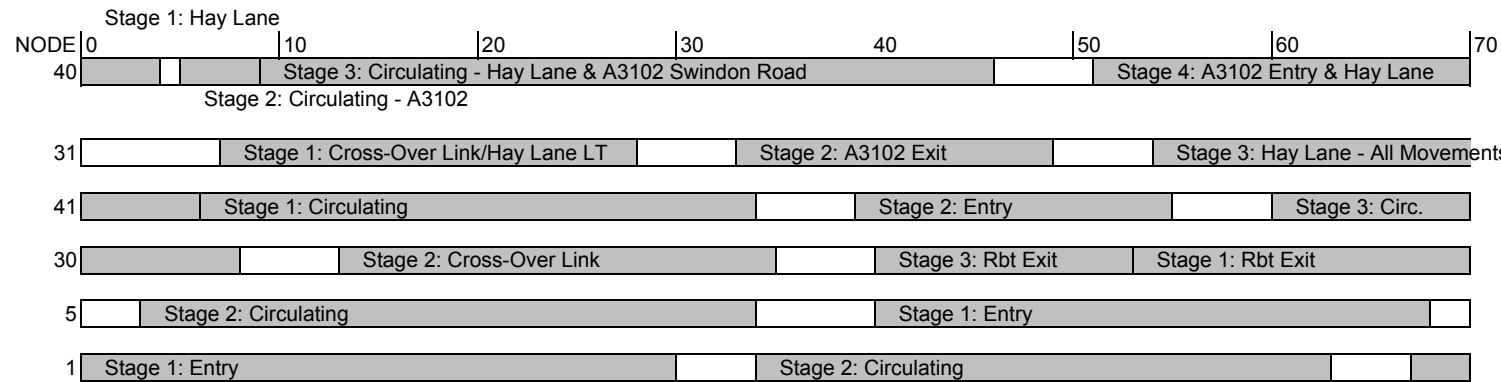 Stage 1: Hay Lane
NODE 0 10 20 30 40 50 60 70
40 Stage 3: Circulating - Hay Lane & A3102 Swindon Road Stage 4: A3102 Entry & Hay Lane
Stage 2: Circulating - A3102
31 Stage 1: Cross-Over Link/Hay Lane LT Stage 2: A3102 Exit Stage 3: Hay Lane - All Movements
41 Stage 1: Circulating Stage 2: Entry Stage 3: Circ.
30 Stage 2: Cross-Over Link Stage 3: Rbt Exit Stage 1: Rbt Exit
5 Stage 2: Circulating Stage 1: Entry
1 Stage 1: Entry Stage 2: Circulating